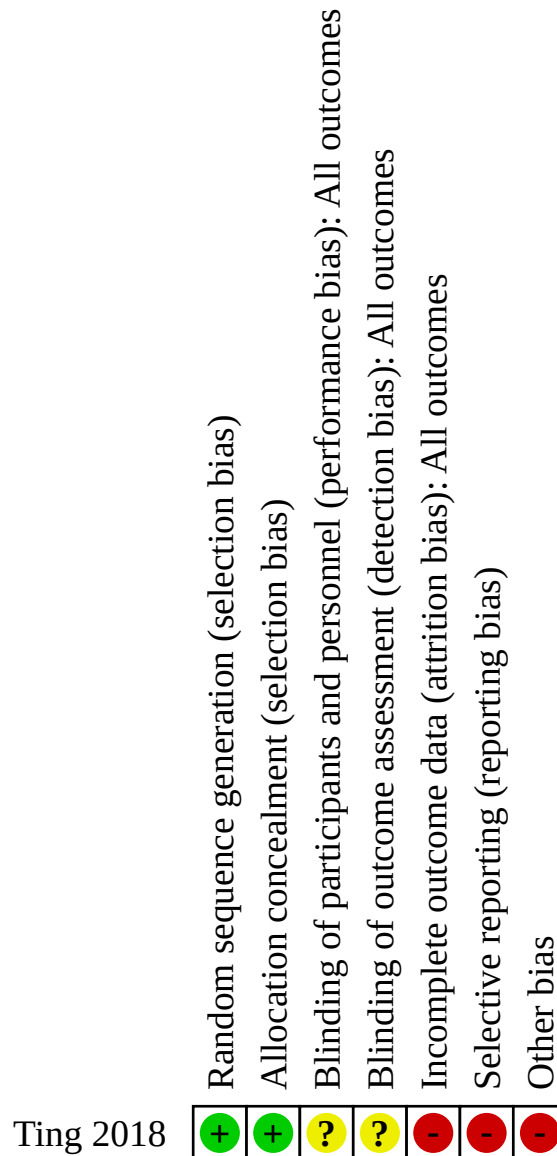 Random sequence generation (selection bias)
Allocation concealment (selection bias)
Blinding of participants and personnel (performance bias): All outcomes
Blinding of outcome assessment (detection bias): All outcomes
Incomplete outcome data (attrition bias): All outcomes
Selective reporting (reporting bias)
Other bias
Ting 2018 + + ? ? - - -